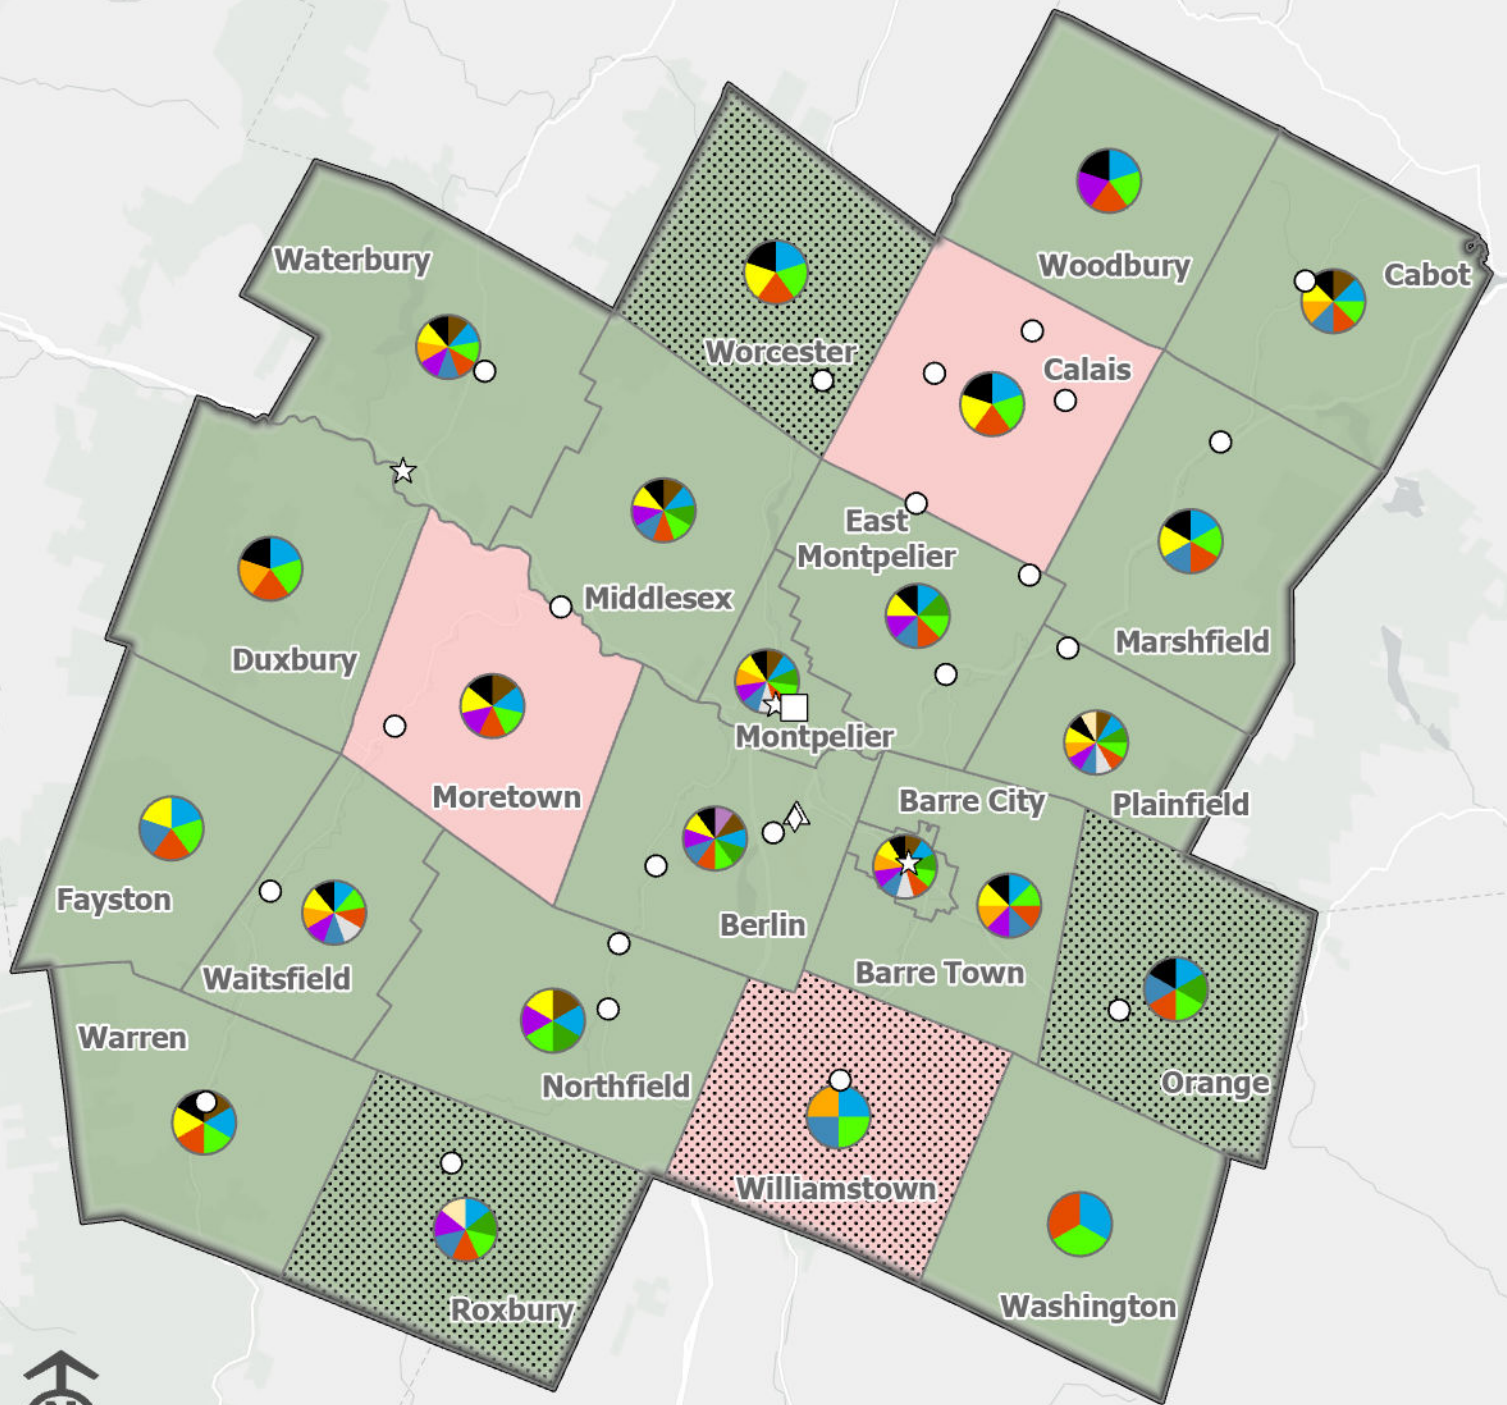 Waterbury
Woodbury
Cabot
Worcester
Calais
East
Montpelier
Middlesex
Marshfield
Duxbury
Montpelier
Moretown
Barre City
Plainfield
Fayston
Berlin
Waitsfield
Barre Town
Warren
Northfield
Orange
Williamstown
Roxbury
Washington